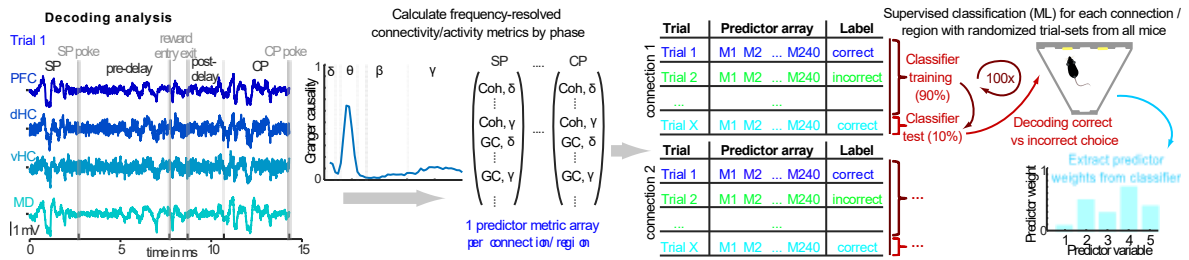 Decoding analysis
Trial 1
SP poke
reward
entry exit
CP poke
SP
pre-delay
post-
delay
CP
PFC
dHC
vHC
MD
1 mV
0
5
10
15
time in ms
Calculate frequency-resolved
connectivity/activity metrics by phase
δ
θ
β
γ
1
0
Granger causality
SP
....
CP
Coh, δ
Coh, γ
GC, δ
GC, γ
....
Coh, δ
Coh, γ
GC, δ
GC, γ
1 predictor metric array
per connection/region
connection 1
Trial
Predictor array
Label
Trial 1
M1 M2 ... M240
correct
Trial 2
M1 M2 ... M240
incorrect
...
...
Trial X
M1 M2 ... M240
correct
connection 2
Trial
Predictor array
Label
Trial 1
M1 M2 ... M240
correct
Trial 2
M1 M2 ... M240
incorrect
...
...
Trial X
M1 M2 ... M240
correct
...
...
Supervised classification (ML) for each connection /
region with randomized trial-sets from all mice
Classifier
training
(90%)
100x
Classifier
test (10%)
Decoding correct
vs incorrect choice
Extract predictor
weights from classifier
Predictor weight
1
0
1 2 3 4 5
Predictor variable